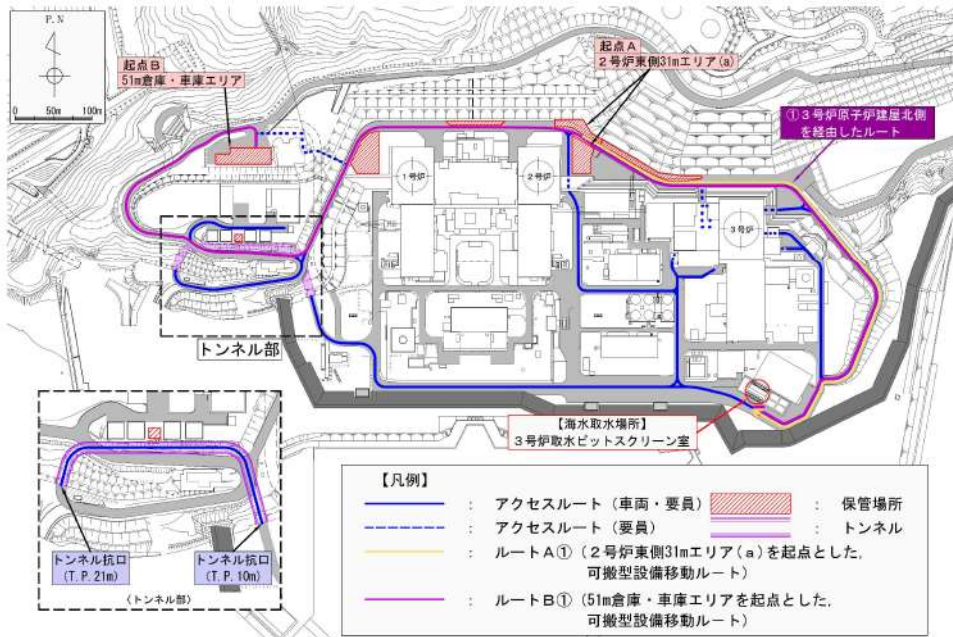 P.N
0 50m 100m
起点B
51m倉庫・車庫エリア
起点A
2号炉東側31mエリア(a)
①3号炉原子炉建屋北側
を経由したルート
1号炉
2号炉
3号炉
トンネル部
【海水取水場所】
3号炉取水ピットスクリーン室
トンネル抗口
(T.P.21m)
トンネル抗口
(T.P.10m)
〈トンネル部〉
【凡例】
: アクセスルート(車両・要員)
: 保管場所
: アクセスルート(要員)
: トンネル
: ルートA①(2号炉東側31mエリア(a)を起点とした,
可搬型設備移動ルート)
: ルートB①(51m倉庫・車庫エリアを起点とした,
可搬型設備移動ルート)